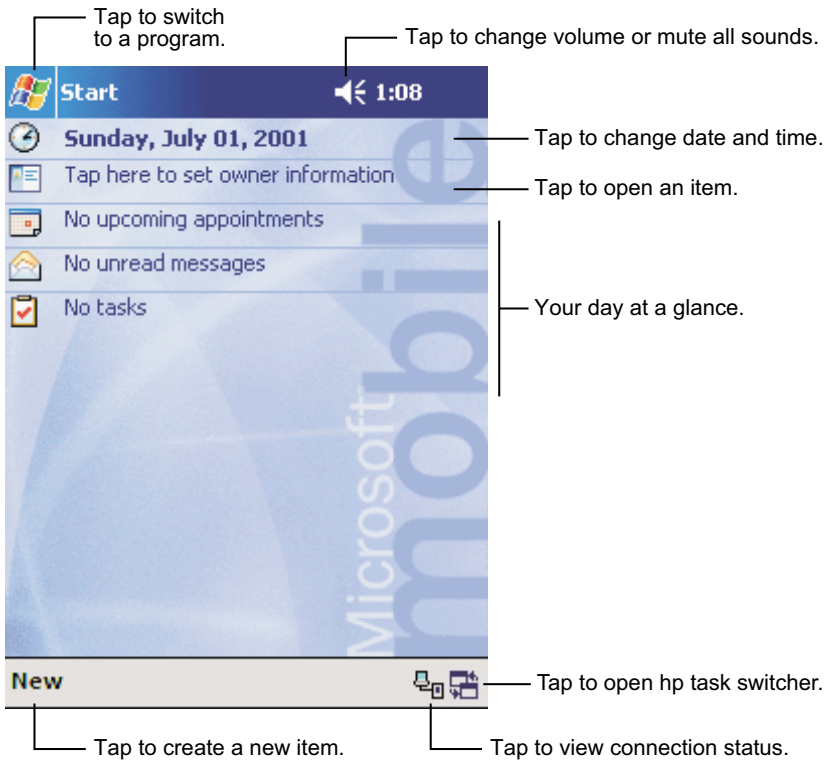 Tap to switch
to a program.
Tap to change volume or mute all sounds.
Start 1:08
Sunday, July 01, 2001
Tap to change date and time.
Tap here to set owner information
Tap to open an item.
No upcoming appointments
No unread messages
No tasks
Your day at a glance.
Microsoft
mobile
New
Tap to open hp task switcher.
Tap to create a new item.
Tap to view connection status.